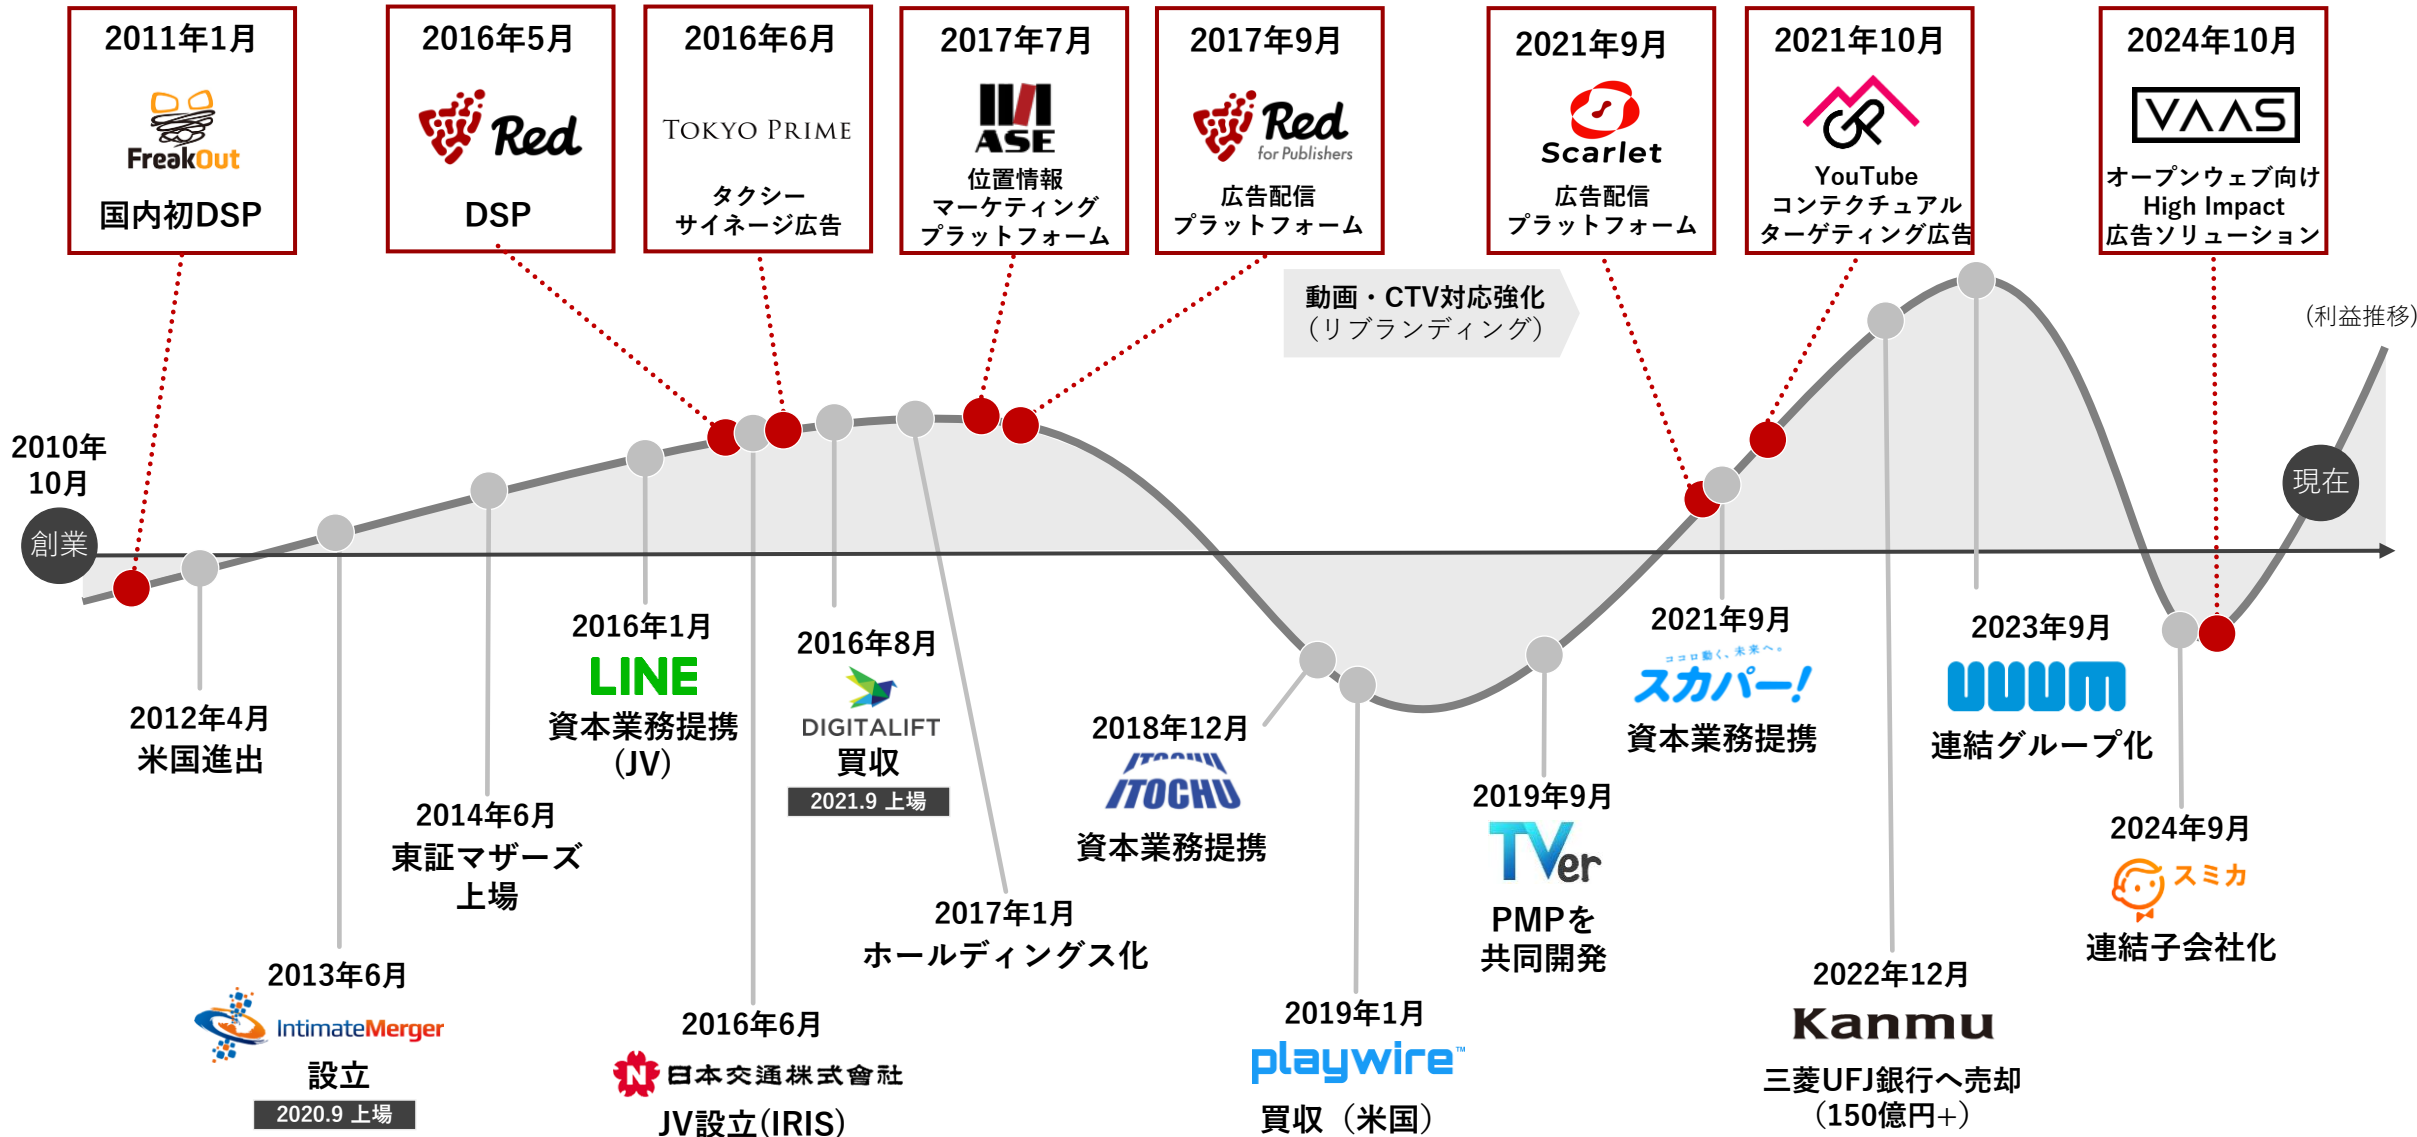 2011年1月
FreakOut
国内初DSP
2016年5月
Red
DSP
2016年6月
TOKYO PRIME
タクシー
サイネージ広告
2017年7月
ASE
位置情報
マーケティング
プラットフォーム
2017年9月
Red
for Publishers
広告配信
プラットフォーム
2021年9月
Scarlet
広告配信
プラットフォーム
2021年10月
GR
YouTube
コンテクチュアル
ターゲティング広告
2024年10月
VAAS
オープンウェブ向け
High Impact
広告ソリューション
動画・CTV対応強化
（リブランディング）
(利益推移)
2010年
10月
創業
現在
2012年4月
米国進出
2013年6月
IntimateMerger
設立
2020.9 上場
2014年6月
東証マザーズ
上場
2016年1月
LINE
資本業務提携
(JV)
2016年6月
N 日本交通株式會社
JV設立(IRIS)
2016年8月
DIGITALIFT
買収
2021.9 上場
2017年1月
ホールディングス化
2018年12月
ITOCHU
ITOCHU
資本業務提携
2019年1月
playwire™
買収（米国）
2019年9月
TVer
PMPを
共同開発
2021年9月
ココロ動く、未来へ。
スカパー!
資本業務提携
2022年12月
Kanmu
三菱UFJ銀行へ売却
（150億円+）
2023年9月
UUUM
連結グループ化
2024年9月
スミカ
連結子会社化